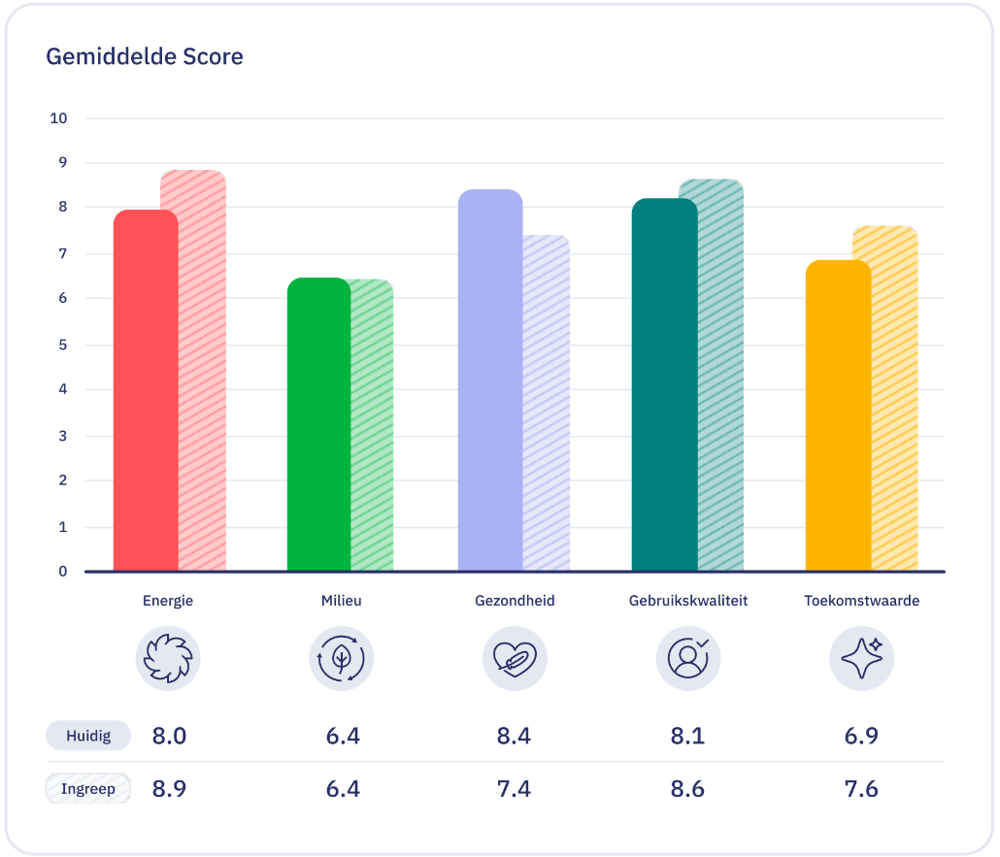 Gemiddelde Score
10
9
8
7
6
5
4
3
2
1
0
Energie Milieu Gezondheid Gebruikskwaliteit Toekomstwaarde
Huidig 8.0 6.4 8.4 8.1 6.9
Ingreep 8.9 6.4 7.4 8.6 7.6